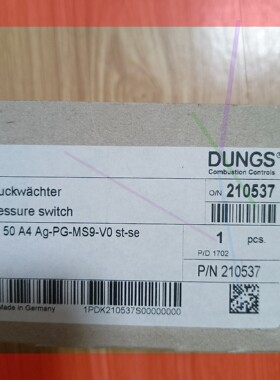 DUNGS®
Combustion Controls
uckwächter
essure switch
O/N 210537
50 A4 Ag-PG-MS9-V0 st-se
1 pcs.
P/D 1702
P/N 210537
Made in Germany
1PDK210537S00000000